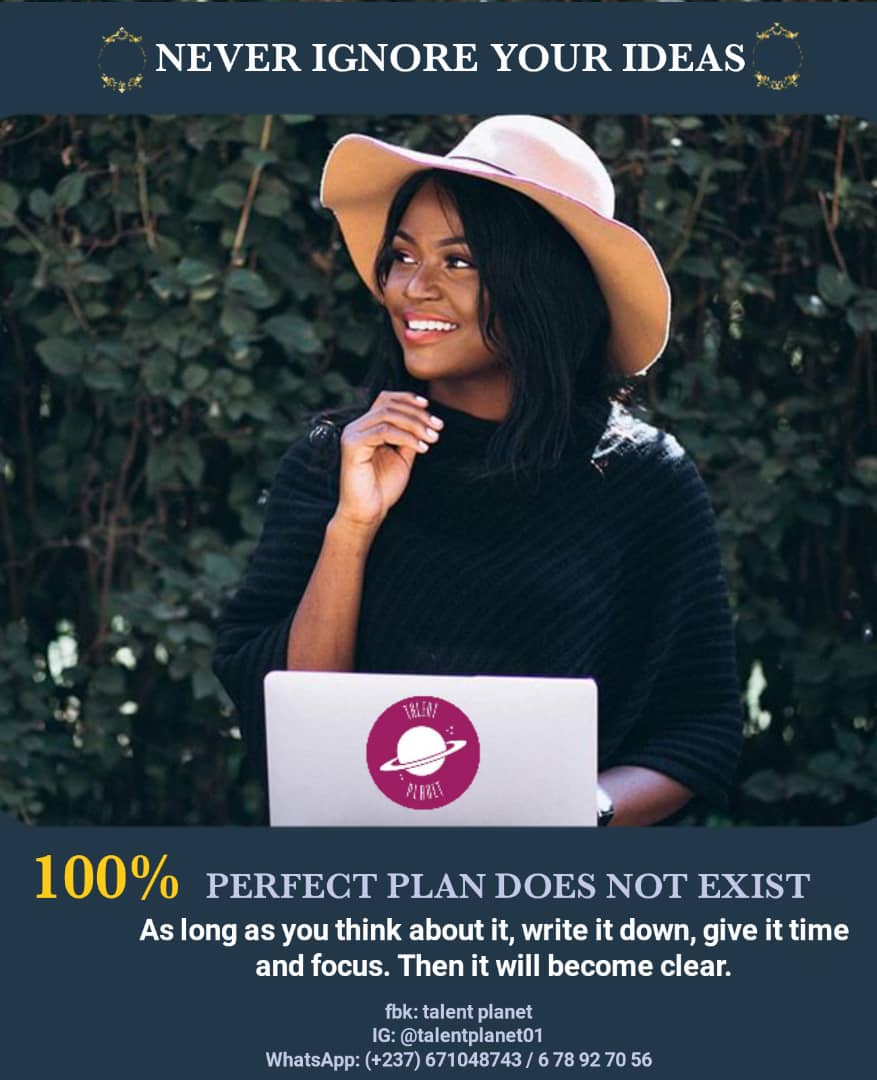 NEVER IGNORE YOUR IDEAS
TALENT
PLANET
100% PERFECT PLAN DOES NOT EXIST
As long as you think about it, write it down, give it time
and focus. Then it will become clear.
fbk: talent planet
IG: @talentplanet01
WhatsApp: (+237) 671048743 / 6 78 92 70 56